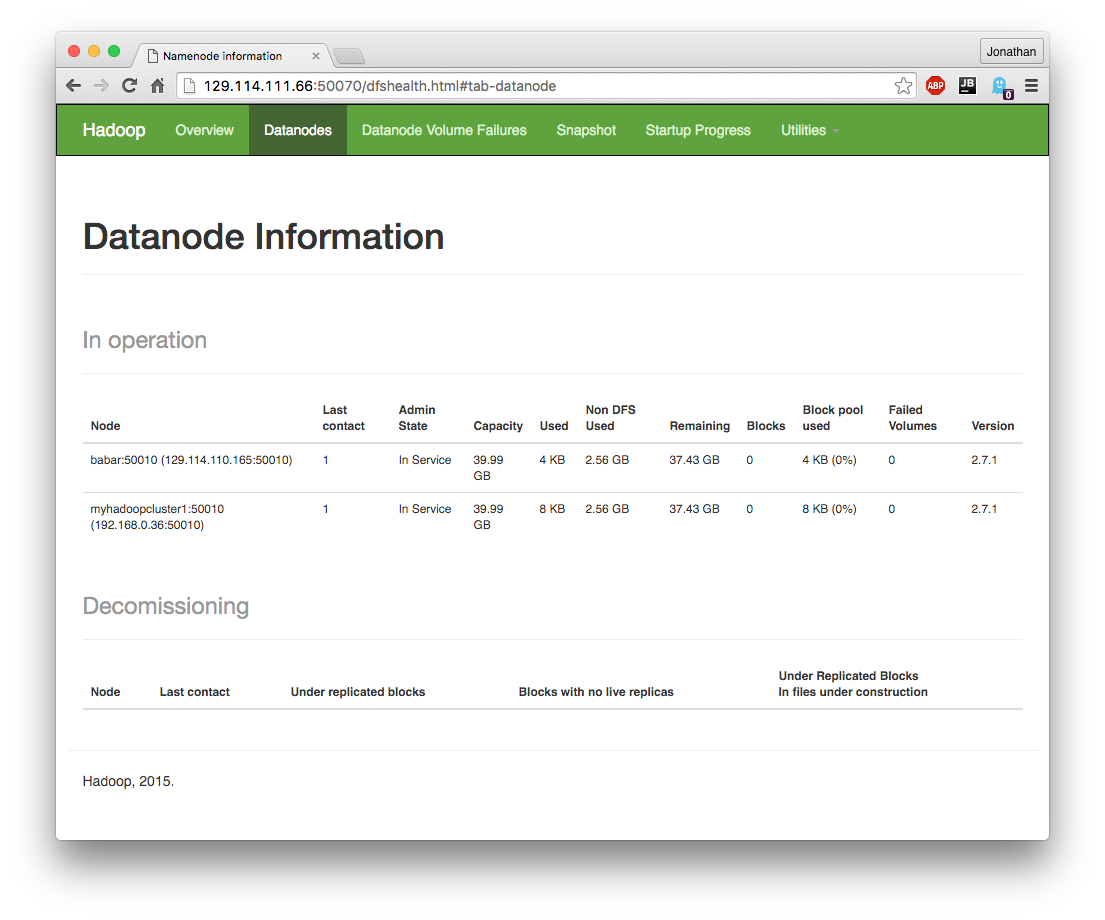 Namenode information
Jonathan
129.114.111.66:50070/dfshealth.html#tab-datanode
ABP
JB
0
Hadoop Overview Datanodes Datanode Volume Failures Snapshot Startup Progress Utilities
Datanode Information
In operation
Node Last contact Admin State Capacity Used Non DFS Used Remaining Blocks Block pool used Failed Volumes Version
babar:50010 (129.114.110.165:50010) 1 In Service 39.99 GB 4 KB 2.56 GB 37.43 GB 0 4 KB (0%) 0 2.7.1
myhadoopcluster1:50010 (192.168.0.36:50010) 1 In Service 39.99 GB 8 KB 2.56 GB 37.43 GB 0 8 KB (0%) 0 2.7.1
Decomissioning
Node Last contact Under replicated blocks Blocks with no live replicas Under Replicated Blocks In files under construction
Hadoop, 2015.